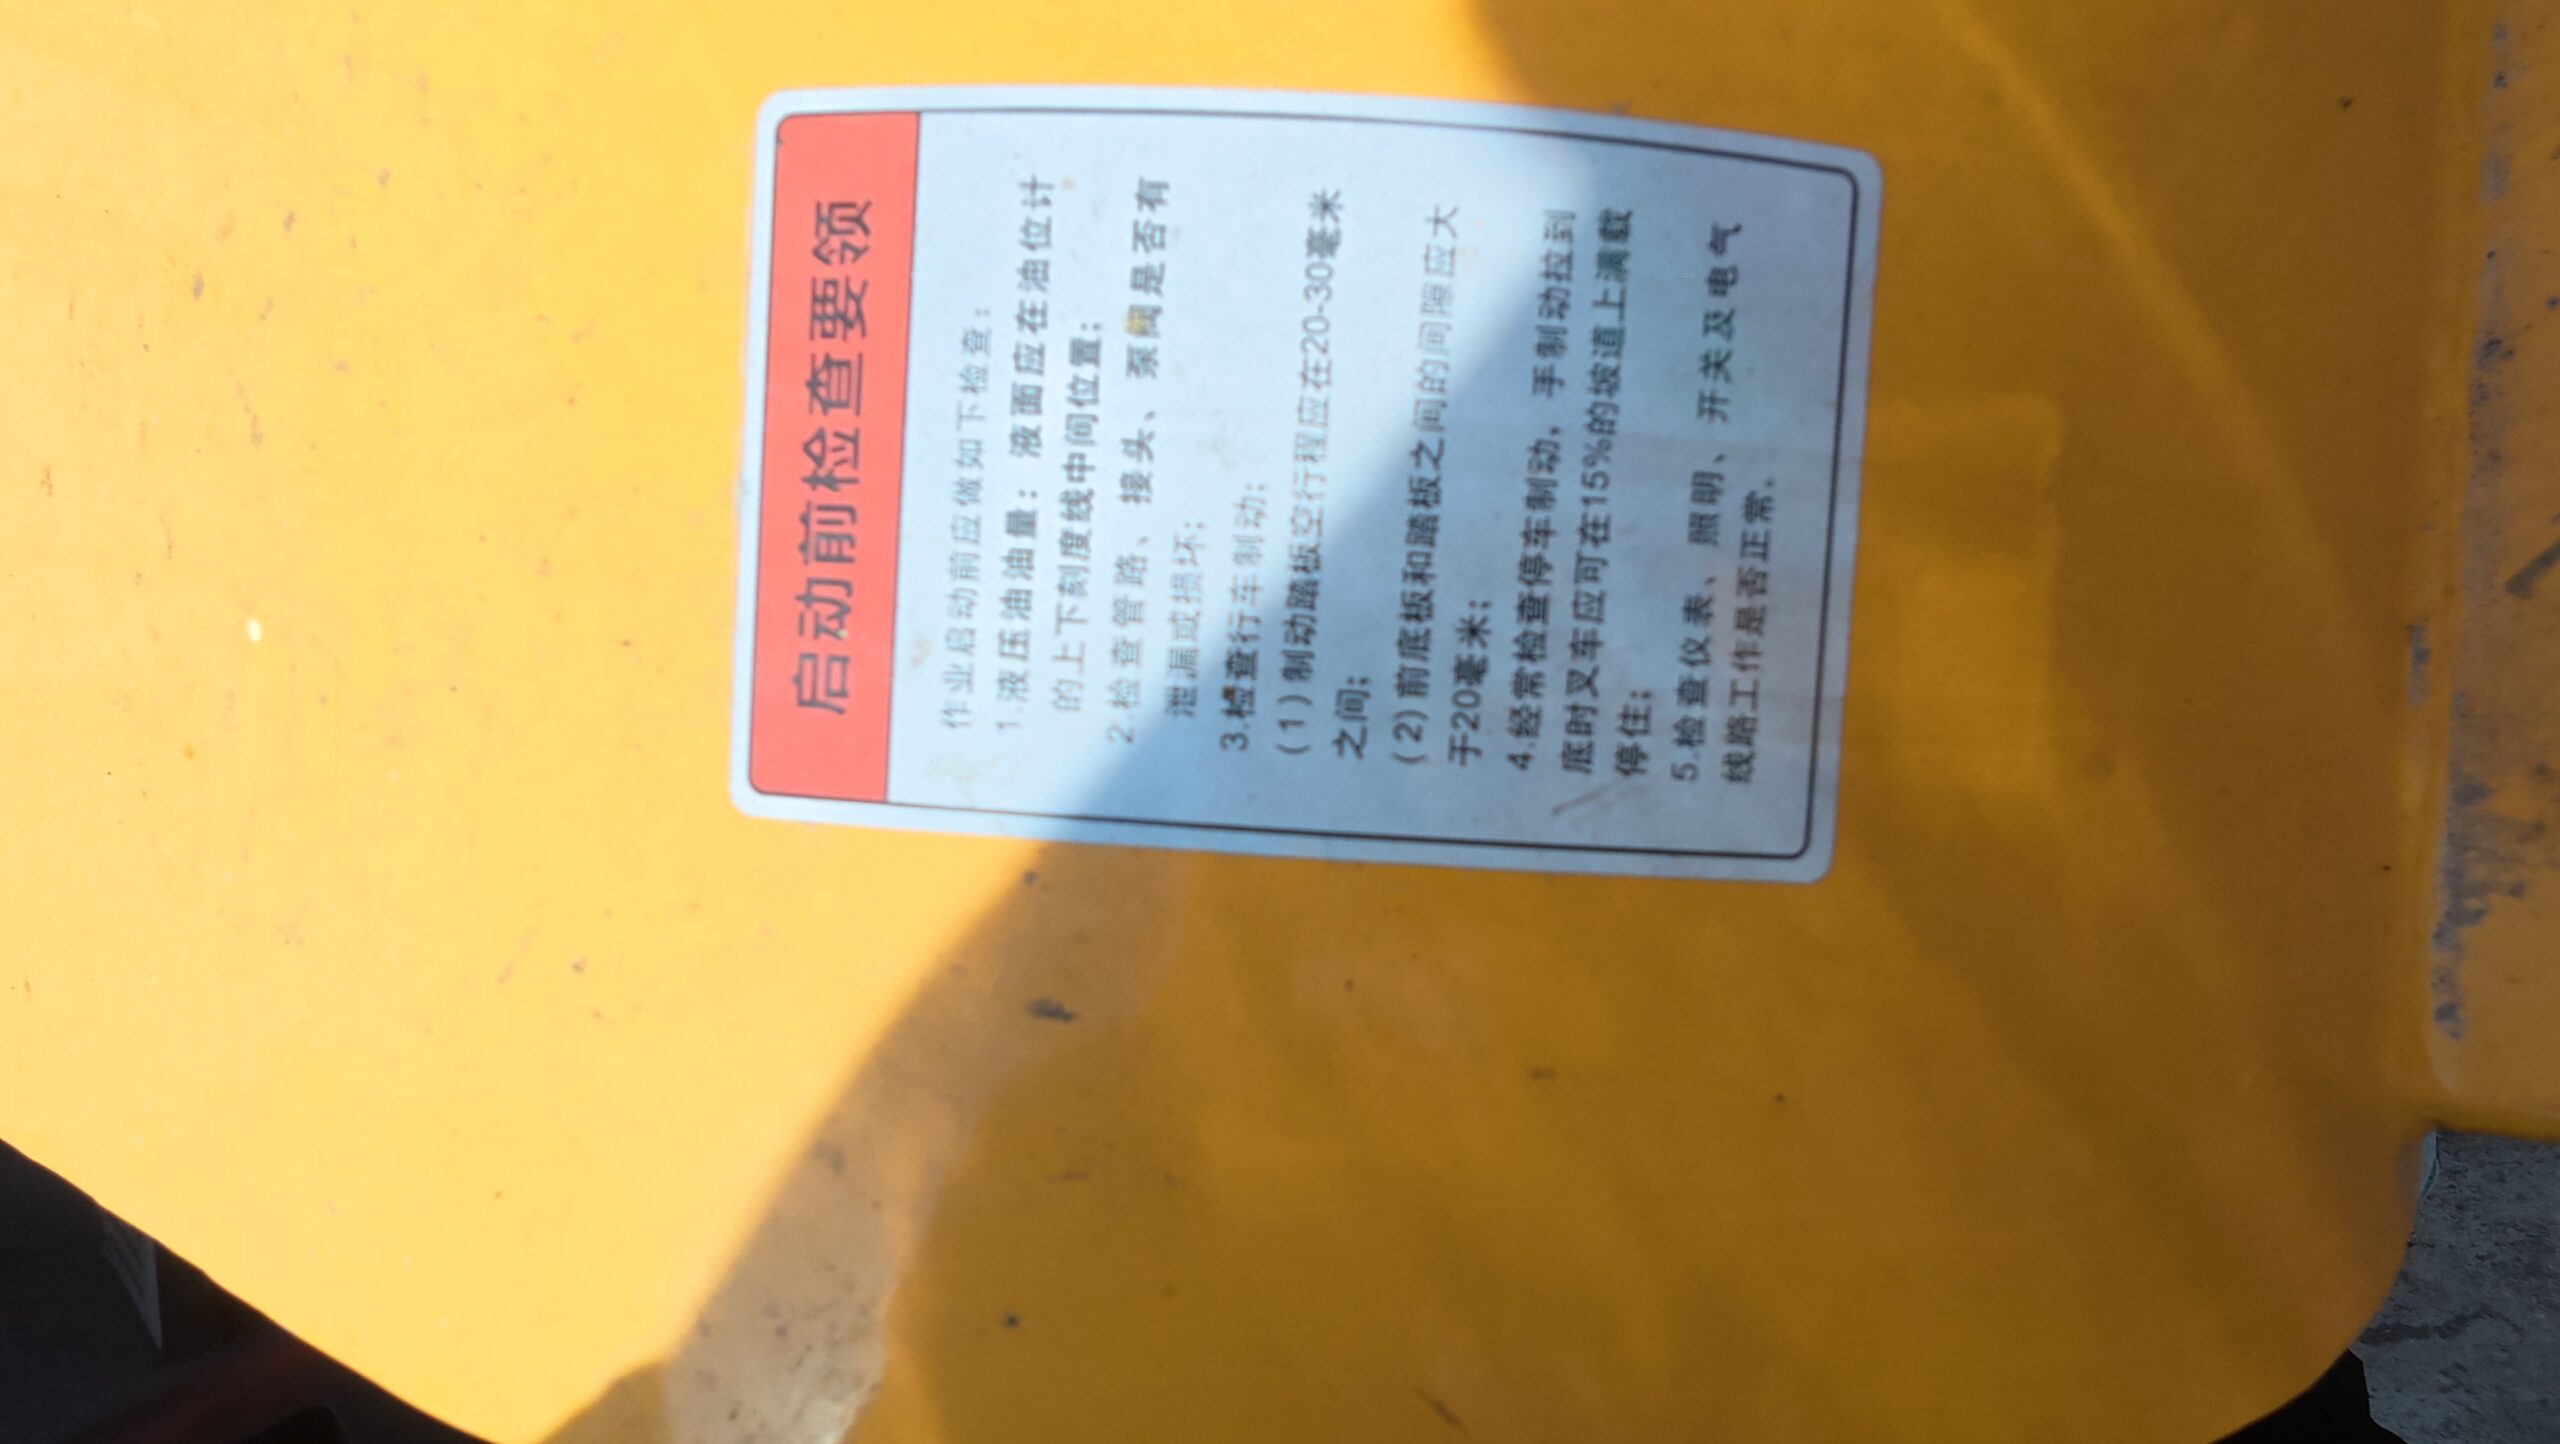 启动前检查要领
作业启动前应做如下检查:
1.液压油油量: 液面应在油位计
的上下刻度线中间位置;
2.检查管路、接头、泵阀是否有
泄漏或损坏;
3.检查行车制动;
(1)制动踏板空行程应在20-30毫米
之间;
(2)前底板和踏板之间的间隙应大
于20毫米;
4.经常检查停车制动, 手制动拉到
底时叉车应可在15%的坡道上满载
停住;
5.检查仪表、照明、开关及电气
线路工作是否正常.